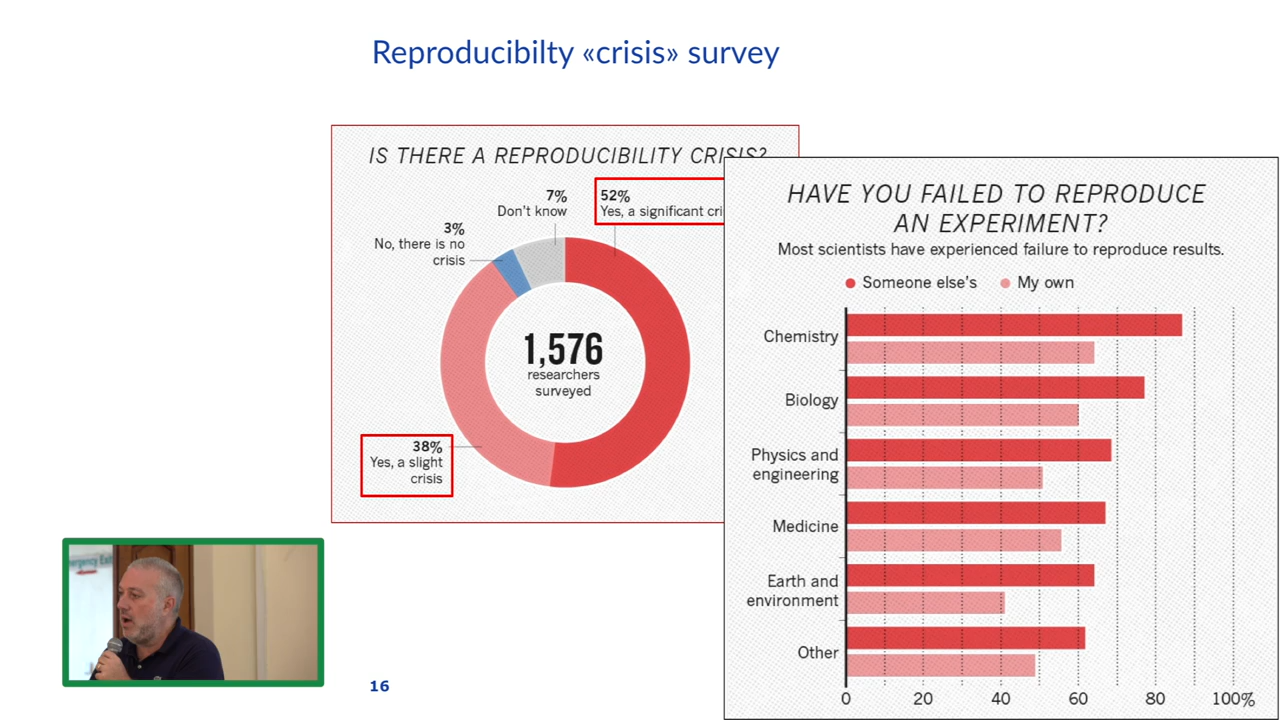 Reproducibilty «crisis» survey
IS THERE A REPRODUCIBILITY CRISIS?
7%
Don't know
52%
Yes, a significant cri
3%
No, there is no
crisis
1,576
researchers
surveyed
38%
Yes, a slight
crisis
HAVE YOU FAILED TO REPRODUCE
AN EXPERIMENT?
Most scientists have experienced failure to reproduce results.
Someone else's My own
Chemistry
Biology
Physics and
engineering
Medicine
Earth and
environment
Other
0 20 40 60 80 100%
16